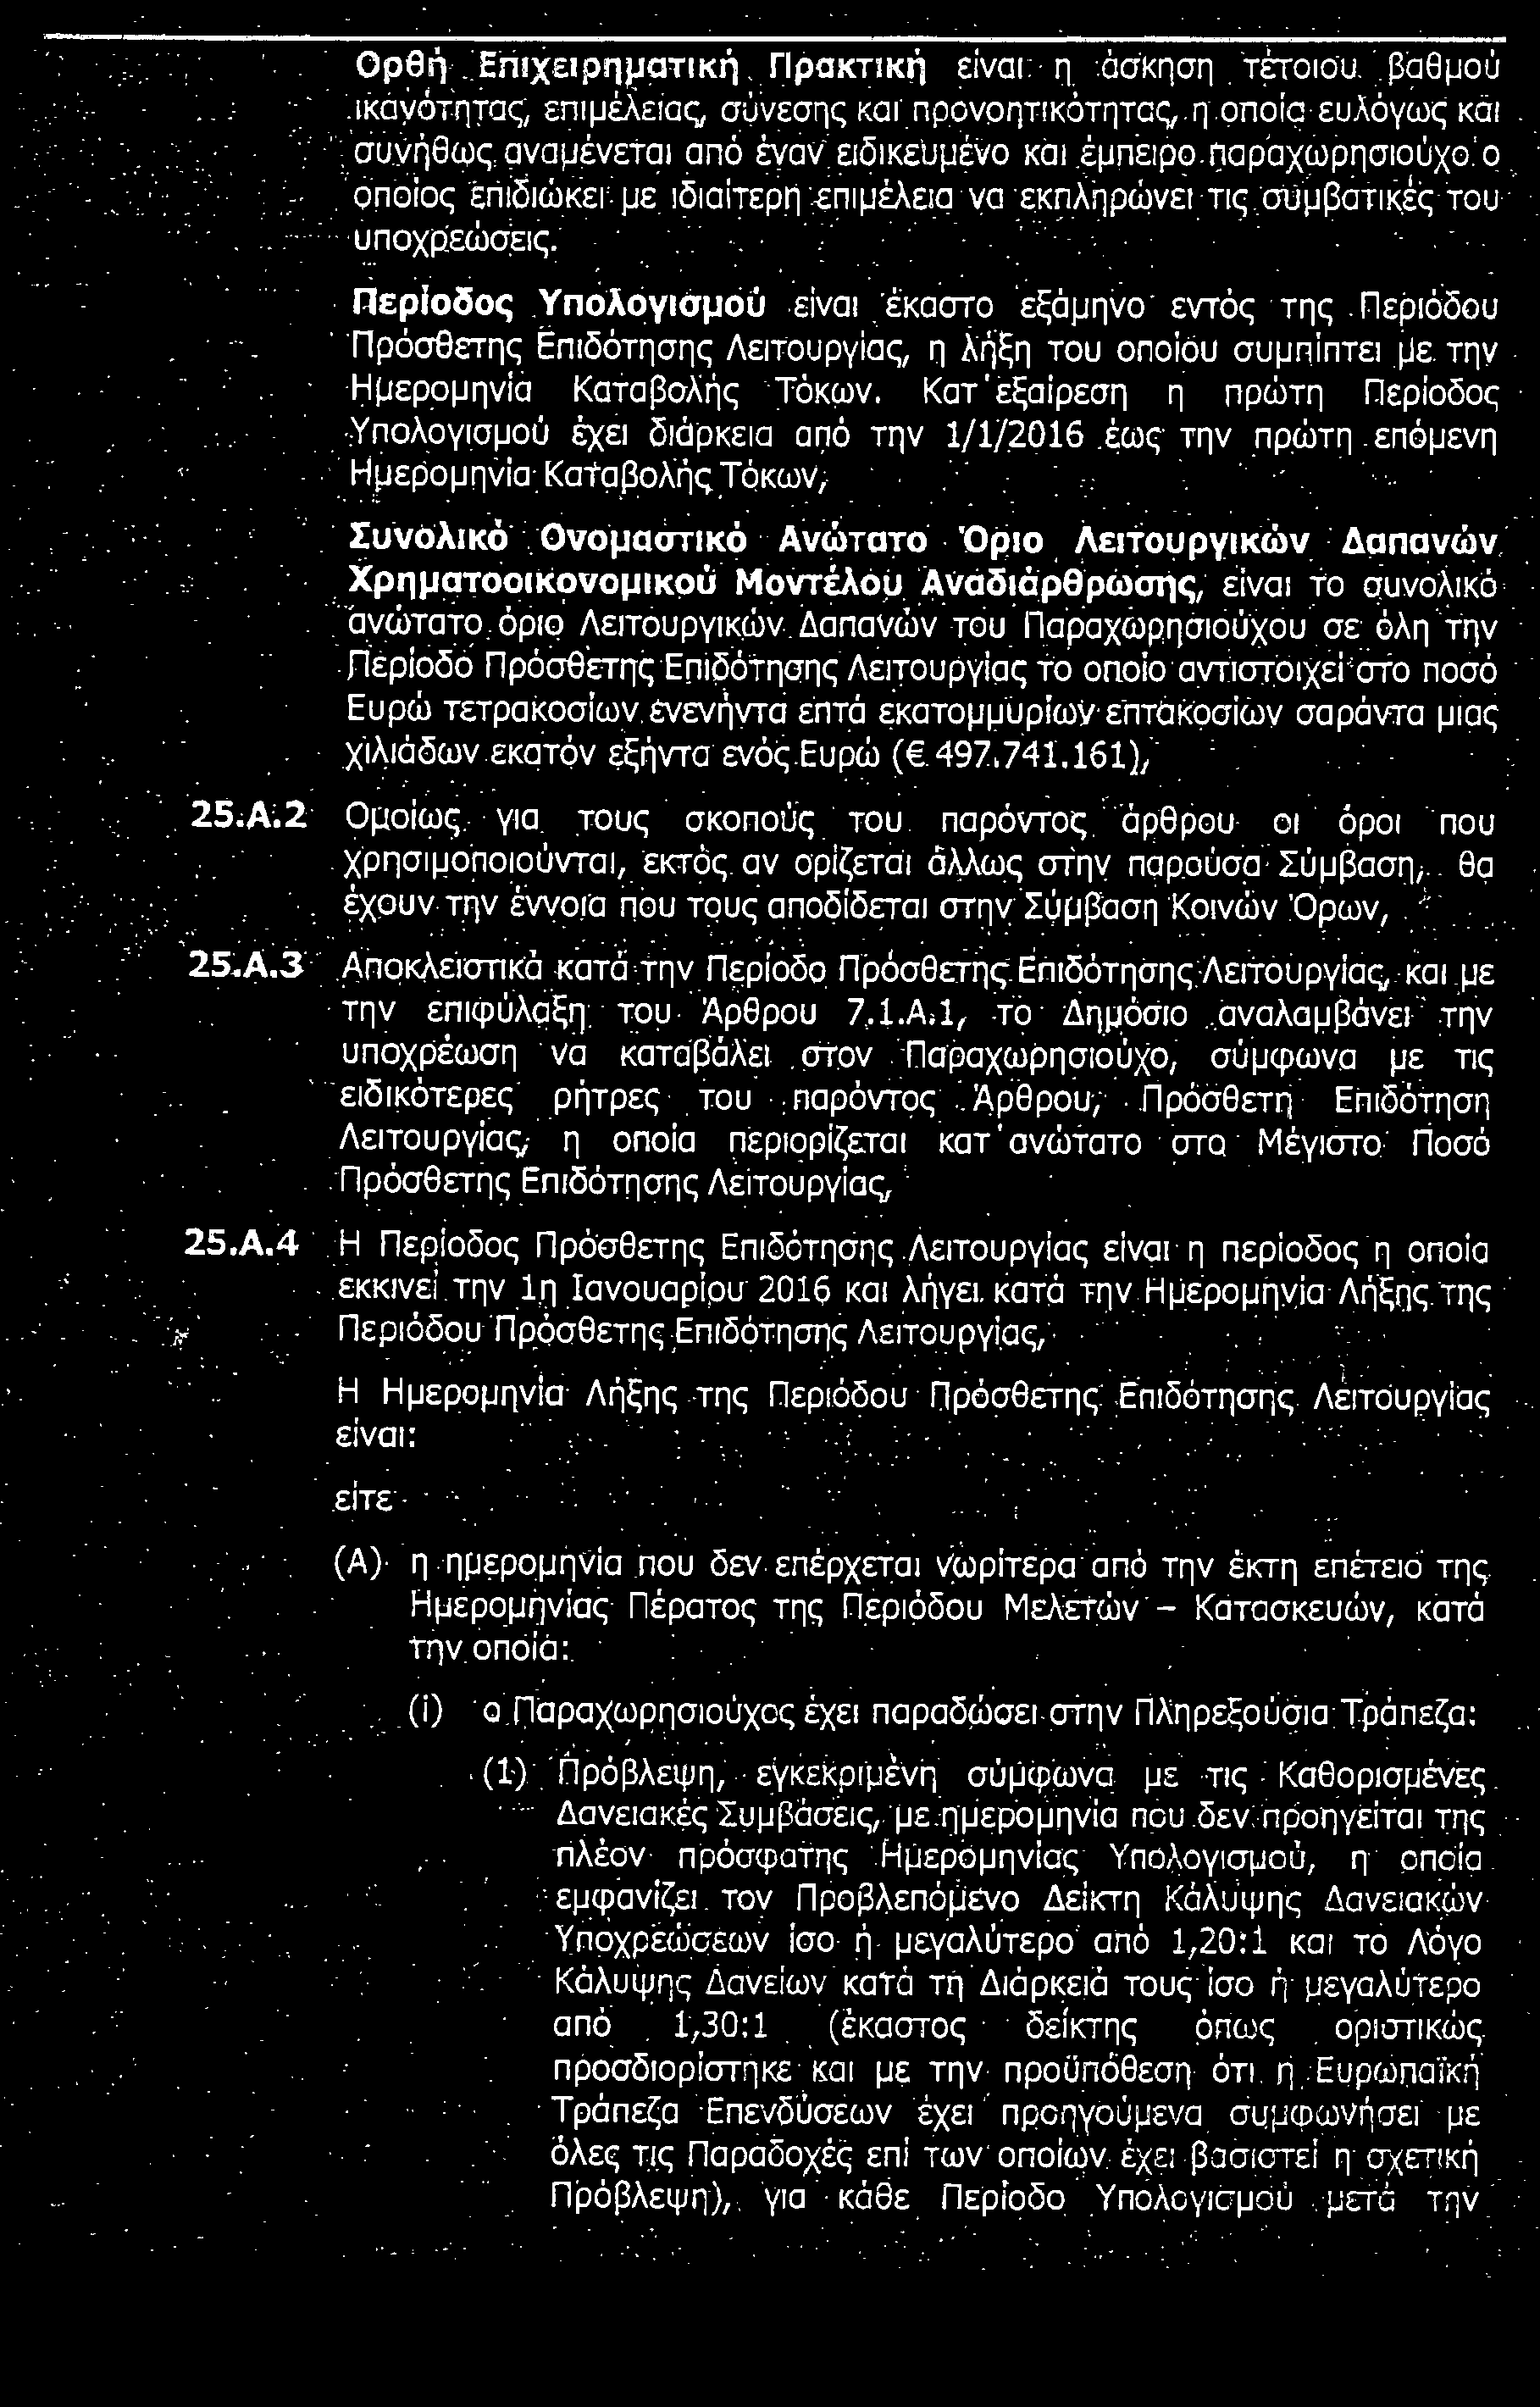 Ορθή Επιχειρηματική Πρακτική είναι η άσκηση τέτοιου βαθμού
ικανότητας, επιμέλειας, σύνεσης και προνοητικότητας, η οποία ευλόγως και
συνήθως αναμένεται από έναν ειδικευμένο και έμπειρο παραχωρησιούχο ο
οποίος επιδιώκει με ιδιαίτερη επιμέλεια να εκπληρώνει τις συμβατικές του
υποχρεώσεις.
Περίοδος Υπολογισμού είναι έκαστο εξάμηνο εντός της Περιόδου
Πρόσθετης Επιδότησης Λειτουργίας, η λήξη του οποίου συμπίπτει με την
Ημερομηνία Καταβολής Τόκων. Κατ' εξαίρεση η πρώτη Περίοδος
Υπολογισμού έχει διάρκεια από την 1/1/2016 έως την πρώτη επόμενη
Ημερομηνία Καταβολής Τόκων,
Συνολικό Ονομαστικό Ανώτατο Όριο Λειτουργικών Δαπανών
Χρηματοοικονομικού Μοντέλου Αναδιάρθρωσης, είναι το συνολικό
ανώτατο όριο Λειτουργικών Δαπανών του Παραχωρησιούχου σε όλη την
Περίοδο Πρόσθετης Επιδότησης Λειτουργίας το οποίο αντιστοιχεί στο ποσό
Ευρώ τετρακοσίων ενενήντα επτά εκατομμυρίων επτακοσίων σαράντα μιας
χιλιάδων εκατόν εξήντα ενός Ευρώ (€ 497.741.161),
25.Α.2 Ομοίως για τους σκοπούς του παρόντος άρθρου οι όροι που
χρησιμοποιούνται, εκτός αν ορίζεται άλλως στην παρούσα Σύμβαση, θα
έχουν την έννοια που τους αποδίδεται στην Σύμβαση Κοινών Όρων,
25.Α.3 Αποκλειστικά κατά την Περίοδο Πρόσθετης Επιδότησης Λειτουργίας, και με
την επιφύλαξη του Άρθρου 7.1.Α.1, το Δημόσιο αναλαμβάνει την
υποχρέωση να καταβάλει στον Παραχωρησιούχο, σύμφωνα με τις
ειδικότερες ρήτρες του παρόντος Άρθρου, Πρόσθετη Επιδότηση
Λειτουργίας, η οποία περιορίζεται κατ' ανώτατο στο Μέγιστο Ποσό
Πρόσθετης Επιδότησης Λειτουργίας,
25.Α.4 Η Περίοδος Πρόσθετης Επιδότησης Λειτουργίας είναι η περίοδος η οποία
εκκινεί την 1η Ιανουαρίου 2016 και λήγει κατά την Ημερομηνία Λήξης της
Περιόδου Πρόσθετης Επιδότησης Λειτουργίας,
Η Ημερομηνία Λήξης της Περιόδου Πρόσθετης Επιδότησης Λειτουργίας
είναι:
είτε
(Α) η ημερομηνία που δεν επέρχεται νωρίτερα από την έκτη επέτειο της
Ημερομηνίας Πέρατος της Περιόδου Μελετών – Κατασκευών, κατά
την οποία:
(i) ο Παραχωρησιούχος έχει παραδώσει στην Πληρεξούσια Τράπεζα:
(1) Πρόβλεψη, εγκεκριμένη σύμφωνα με τις Καθορισμένες
Δανειακές Συμβάσεις, με ημερομηνία που δεν προηγείται της
πλέον πρόσφατης Ημερομηνίας Υπολογισμού, η οποία
εμφανίζει τον Προβλεπόμενο Δείκτη Κάλυψης Δανειακών
Υποχρεώσεων ίσο ή μεγαλύτερο από 1,20:1 και το Λόγο
Κάλυψης Δανείων κατά τη Διάρκειά τους ίσο ή μεγαλύτερο
από 1,30:1 (έκαστος δείκτης όπως οριστικώς
προσδιορίστηκε και με την προϋπόθεση ότι η Ευρωπαϊκή
Τράπεζα Επενδύσεων έχει προηγούμενα συμφωνήσει με
όλες τις Παραδοχές επί των οποίων έχει βασιστεί η σχετική
Πρόβλεψη), για κάθε Περίοδο Υπολογισμού μετά την